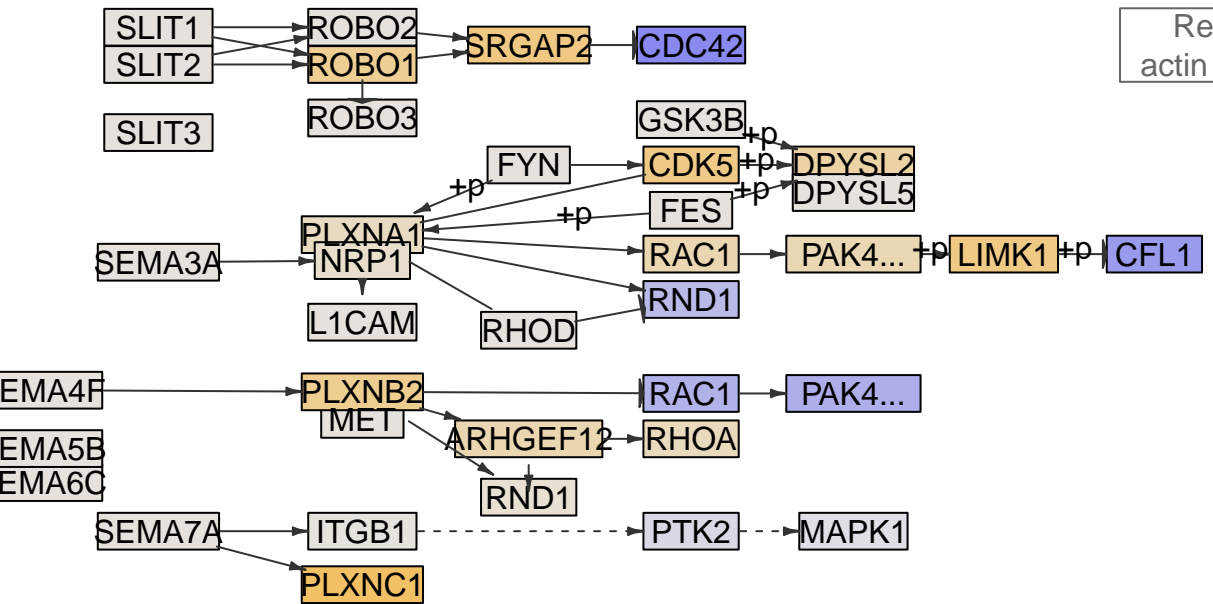 SLIT1
ROBO2
SRGAP2
CDC42
Re
SLIT2
ROBO1
actin
SLIT3
ROBO3
GSK3B
+p
FYN
CDK5
+p
DPYSL2
+p
+p
DPYSL5
FES
+p
PLXNA1
SEMA3A
NRP1
RAC1
PAK4...
+p
LIMK1
+p
CFL1
RND1
L1CAM
RHOD
EMA4F
PLXNB2
RAC1
PAK4...
MET
ARHGEF12
RHOA
EMA5B
EMA6C
RND1
SEMA7A
ITGB1
PTK2
MAPK1
PLXNC1